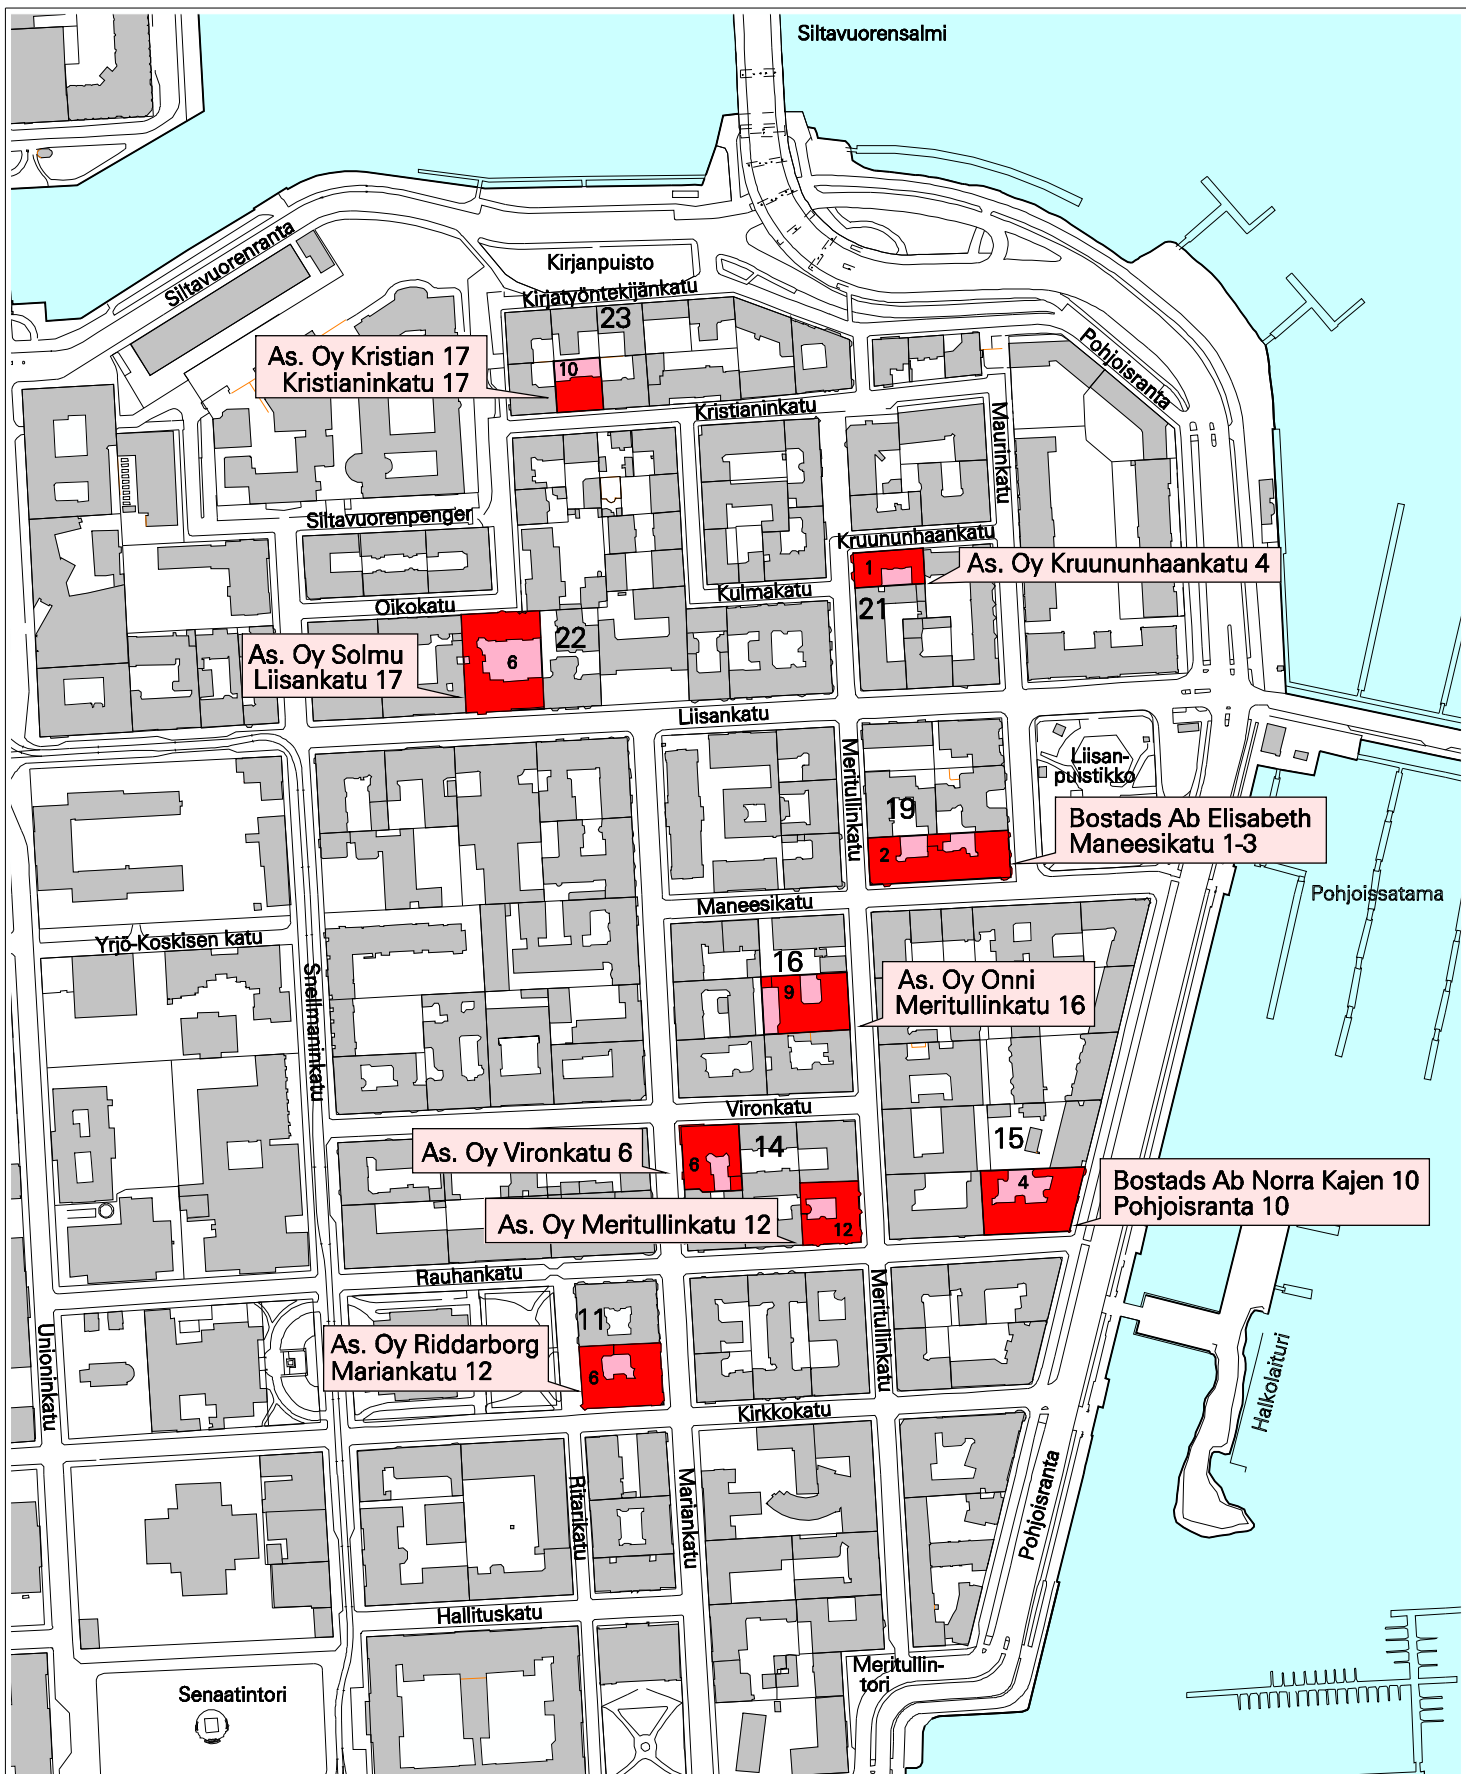 Siltavuorensalmi
Siltavuorenranta
Kirjanpuisto
Kirjatyöntekijänkatu
23
Pohjoisranta
As. Oy Kristian 17
Kristianinkatu 17
10
Kristianinkatu
Maurinkatu
Siltavuorenpenger
Kruununhaankatu
1
As. Oy Kruununhaankatu 4
Kulmakatu
21
Oikokatu
22
As. Oy Solmu
Liisankatu 17
6
Liisankatu
Meritullinkatu
Liisan-
puistikko
19
2
Bostads Ab Elisabeth
Maneesikatu 1-3
Pohjoissatama
Maneesikatu
Yrjö-Koskisen katu
Snellmaninkatu
16
9
As. Oy Onni
Meritullinkatu 16
Vironkatu
As. Oy Vironkatu 6
6
14
15
4
Bostads Ab Norra Kajen 10
Pohjoisranta 10
As. Oy Meritullinkatu 12
12
Rauhankatu
Meritullinkatu
11
As. Oy Riddarborg
Mariankatu 12
6
Unioninkatu
Halkolaituri
Kirkkokatu
Ritarikatu
Mariankatu
Pohjoisranta
Hallituskatu
Meritullin-
tori
Senaatintori